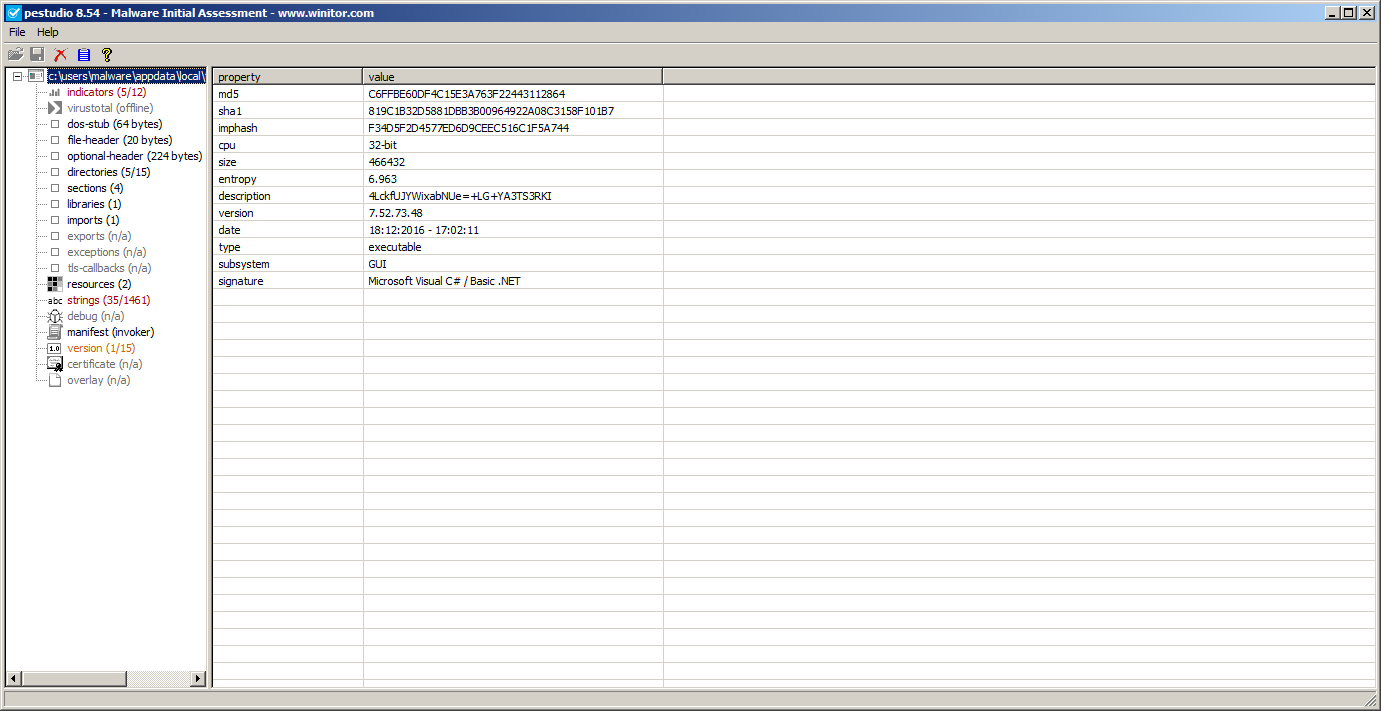 pestudio 8.54 - Malware Initial Assessment - www.winitor.com
File Help
c:\users\malware\appdata\local\
indicators (5/12)
virustotal (offline)
dos-stub (64 bytes)
file-header (20 bytes)
optional-header (224 bytes)
directories (5/15)
sections (4)
libraries (1)
imports (1)
exports (n/a)
exceptions (n/a)
tls-callbacks (n/a)
resources (2)
abc strings (35/1461)
debug (n/a)
manifest (invoker)
1.0 version (1/15)
certificate (n/a)
overlay (n/a)
property value
md5 C6FFBE60DF4C15E3A763F22443112864
sha1 819C1B32D5881DBB3B00964922A08C3158F101B7
imphash F34D5F2D4577ED6D9CEEC516C1F5A744
cpu 32-bit
size 466432
entropy 6.963
description 4LckfUJYWixabNUe=+LG+YA3TS3RKI
version 7.52.73.48
date 18:12:2016 - 17:02:11
type executable
subsystem GUI
signature Microsoft Visual C# / Basic .NET